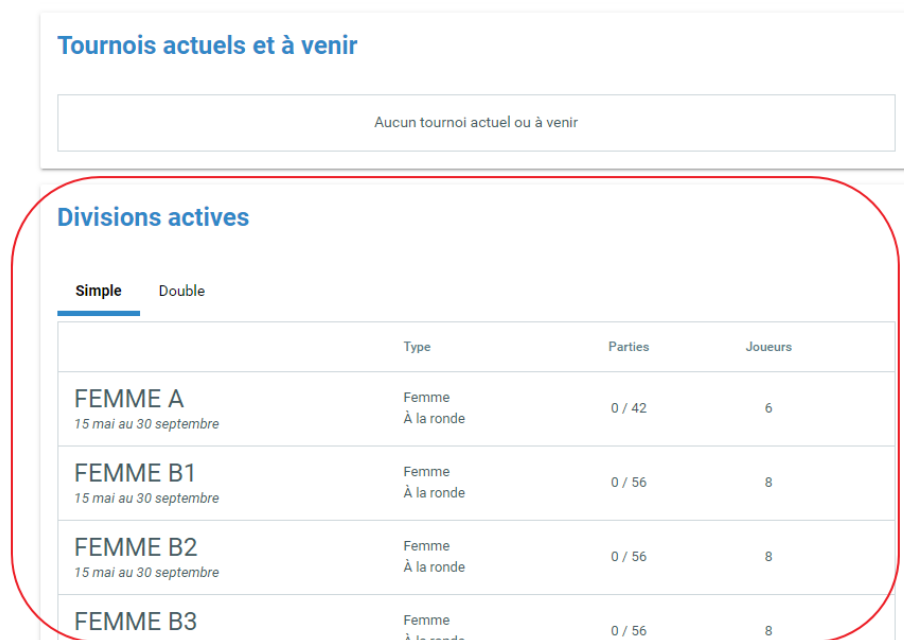 Tournois actuels et à venir
Aucun tournoi actuel ou à venir
Divisions actives
Simple Double
Type Parties Joueurs
FEMME A
15 mai au 30 septembre
Femme
À la ronde
0 / 42 6
FEMME B1
15 mai au 30 septembre
Femme
À la ronde
0 / 56 8
FEMME B2
15 mai au 30 septembre
Femme
À la ronde
0 / 56 8
FEMME B3
Femme
À la ronde
0 / 56 8